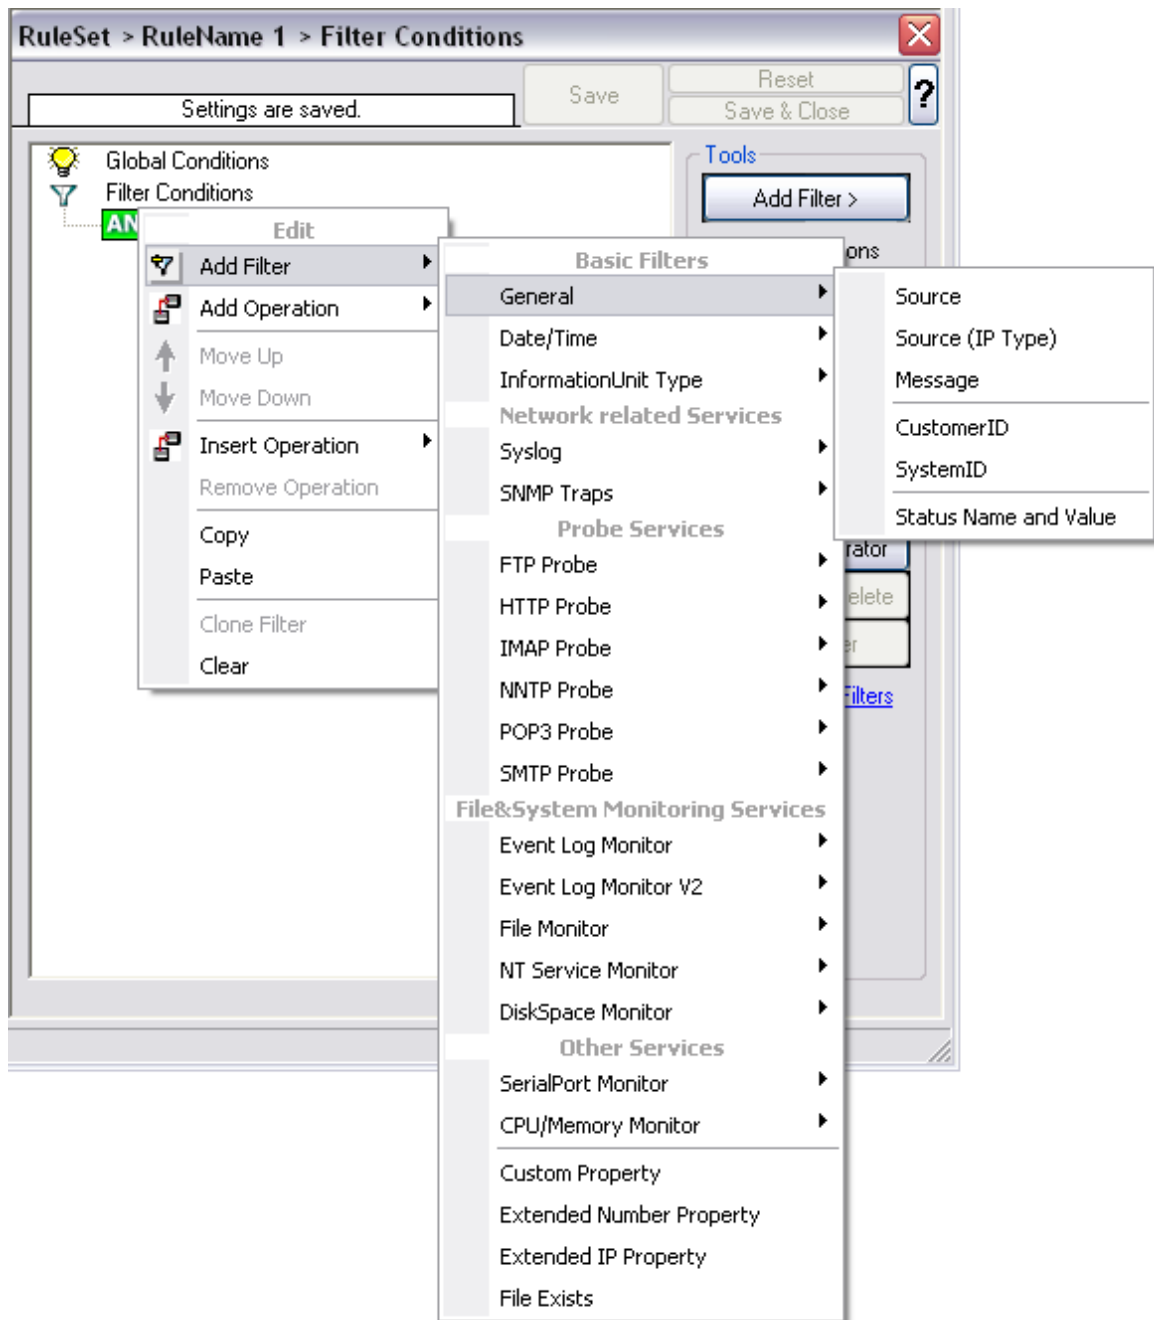 RuleSet > RuleName 1 > Filter Conditions
Save
Reset
?
Settings are saved.
Save & Close
Global Conditions
Filter Conditions
AN
Tools
Add Filter >
ons
rator
elete
er
Filters
Edit
Add Filter
Add Operation
Move Up
Move Down
Insert Operation
Remove Operation
Copy
Paste
Clone Filter
Clear
Basic Filters
General
Date/Time
InformationUnit Type
Network related Services
Syslog
SNMP Traps
Probe Services
FTP Probe
HTTP Probe
IMAP Probe
NNTP Probe
POP3 Probe
SMTP Probe
File&System Monitoring Services
Event Log Monitor
Event Log Monitor V2
File Monitor
NT Service Monitor
DiskSpace Monitor
Other Services
SerialPort Monitor
CPU/Memory Monitor
Custom Property
Extended Number Property
Extended IP Property
File Exists
Source
Source (IP Type)
Message
CustomerID
SystemID
Status Name and Value